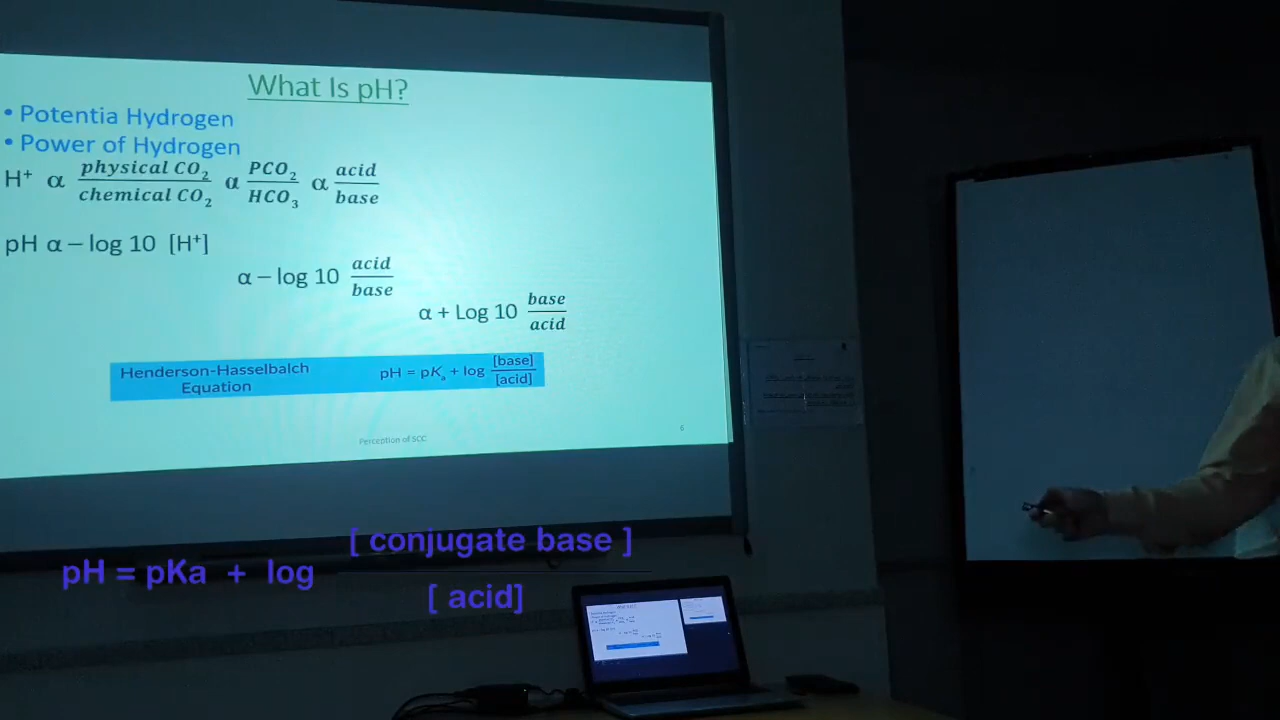 What Is pH?
• Potentia Hydrogen
• Power of Hydrogen
H⁺ α physical CO₂ / chemical CO₂ α PCO₂ / HCO₃ α acid / base
pH α – log 10 [H⁺]
α – log 10 acid / base
α + Log 10 base / acid
Henderson-Hasselbalch Equation pH = pKₐ + log [base] / [acid]
Perception of SCC
6
pH = pKa + log [ conjugate base ] / [ acid]